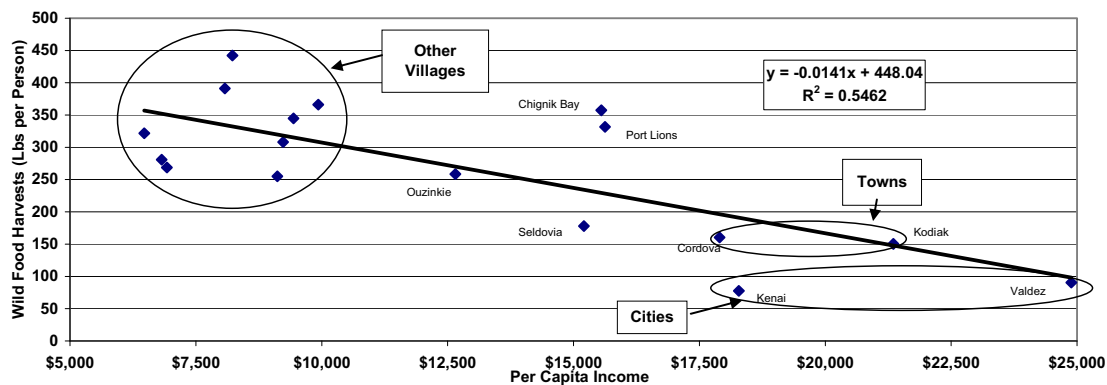 Wild Food Harvests (Lbs per Person)
500
450
400
350
300
250
200
150
100
50
0
Other
Villages
y = -0.0141x + 448.04
R² = 0.5462
Chignik Bay
Port Lions
Towns
Ouzinkie
Seldovia
Cordova
Kodiak
Kenai
Valdez
Cities
$5,000 $7,500 $10,000 $12,500 $15,000 $17,500 $20,000 $22,500 $25,000
Per Capita Income